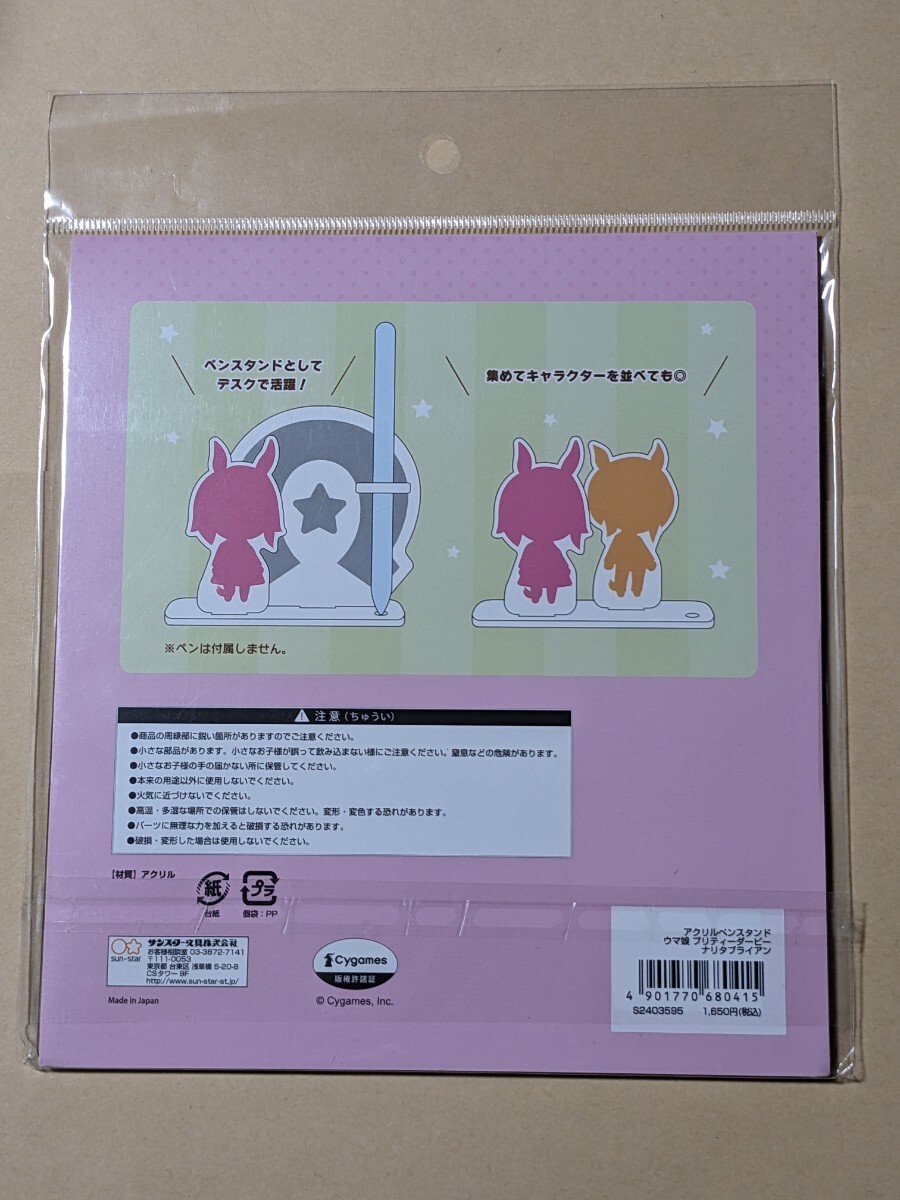 ペンスタンドとして
デスクで活躍！
集めてキャラクターを並べても◎
※ペンは付属しません。
注意（ちゅうい）
●商品の周縁部に鋭い箇所がありますのでご注意ください。
●小さな部品があります。小さなお子様が誤って飲み込まない様にご注意ください。窒息などの危険があります。
●小さなお子様の手の届かない所に保管してください。
●本来の用途以外に使用しないでください。
●火気に近づけないでください。
●高温・多湿な場所での保管はしないでください。変形・変色する恐れがあります。
●パーツに無理な力を加えると破損する恐れがあります。
●破損・変形した場合は使用しないでください。
【材質】アクリル
紙
台紙
プラ
個袋：PP
sun-star
サンスター文具株式会社
お客様相談室 03-3872-7141
〒111-0053
東京都 台東区 浅草橋 5-20-8
CSタワー 9F
http://www.sun-star-st.jp/
Made in Japan
Cygames
版権許諾証
© Cygames, Inc.
アクリルペンスタンド
ウマ娘 プリティーダービー
ナリタブライアン
4 901770 680415
S2403595 1,650円(税込)